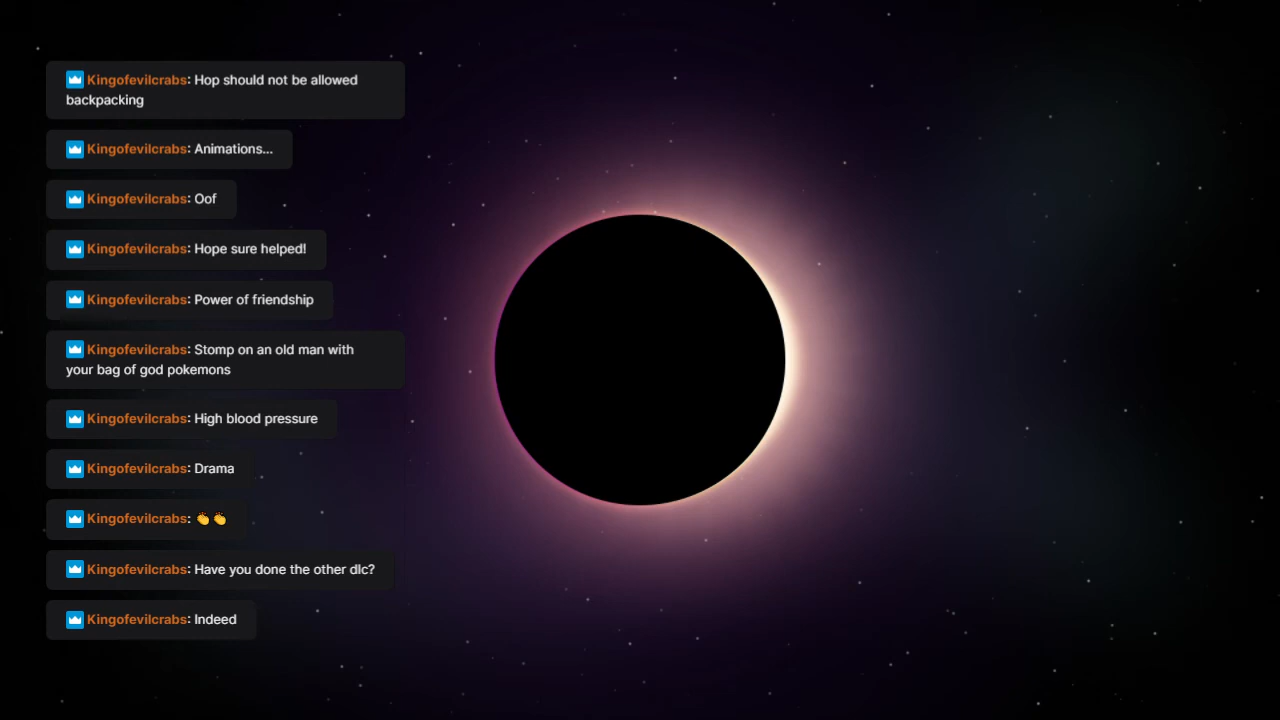 Kingofevilcrabs: Hop should not be allowed
backpacking
Kingofevilcrabs: Animations...
Kingofevilcrabs: Oof
Kingofevilcrabs: Hope sure helped!
Kingofevilcrabs: Power of friendship
Kingofevilcrabs: Stomp on an old man with
your bag of god pokemons
Kingofevilcrabs: High blood pressure
Kingofevilcrabs: Drama
Kingofevilcrabs: 👏👏
Kingofevilcrabs: Have you done the other dlc?
Kingofevilcrabs: Indeed